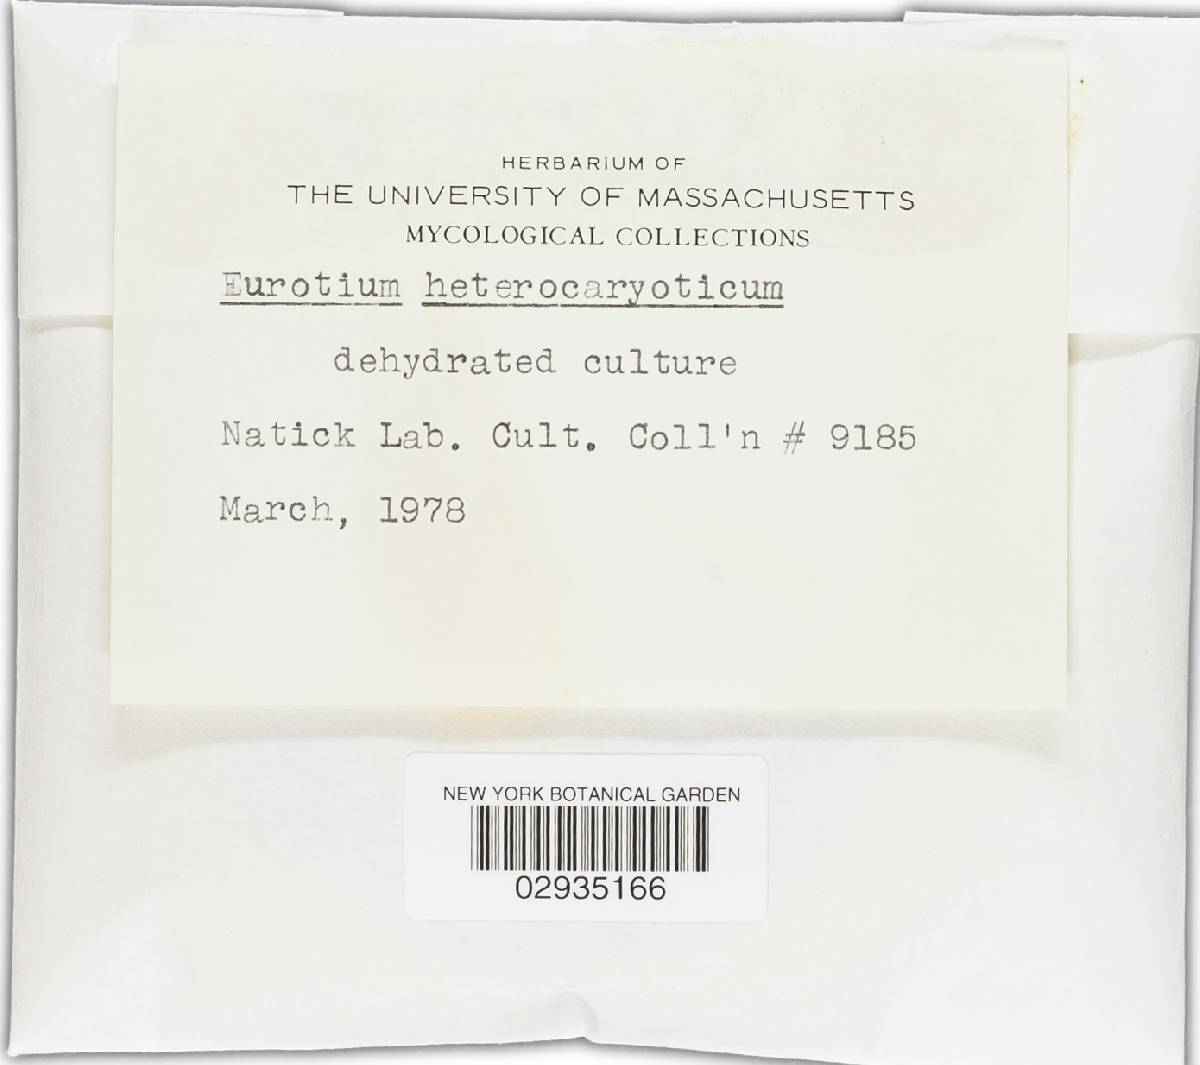 HERBARIUM OF
THE UNIVERSITY OF MASSACHUSETTS
MYCOLOGICAL COLLECTIONS
Eurotium heterocaryoticum
dehydrated culture
Natick Lab. Cult. Coll'n # 9185
March, 1978
NEW YORK BOTANICAL GARDEN
02935166